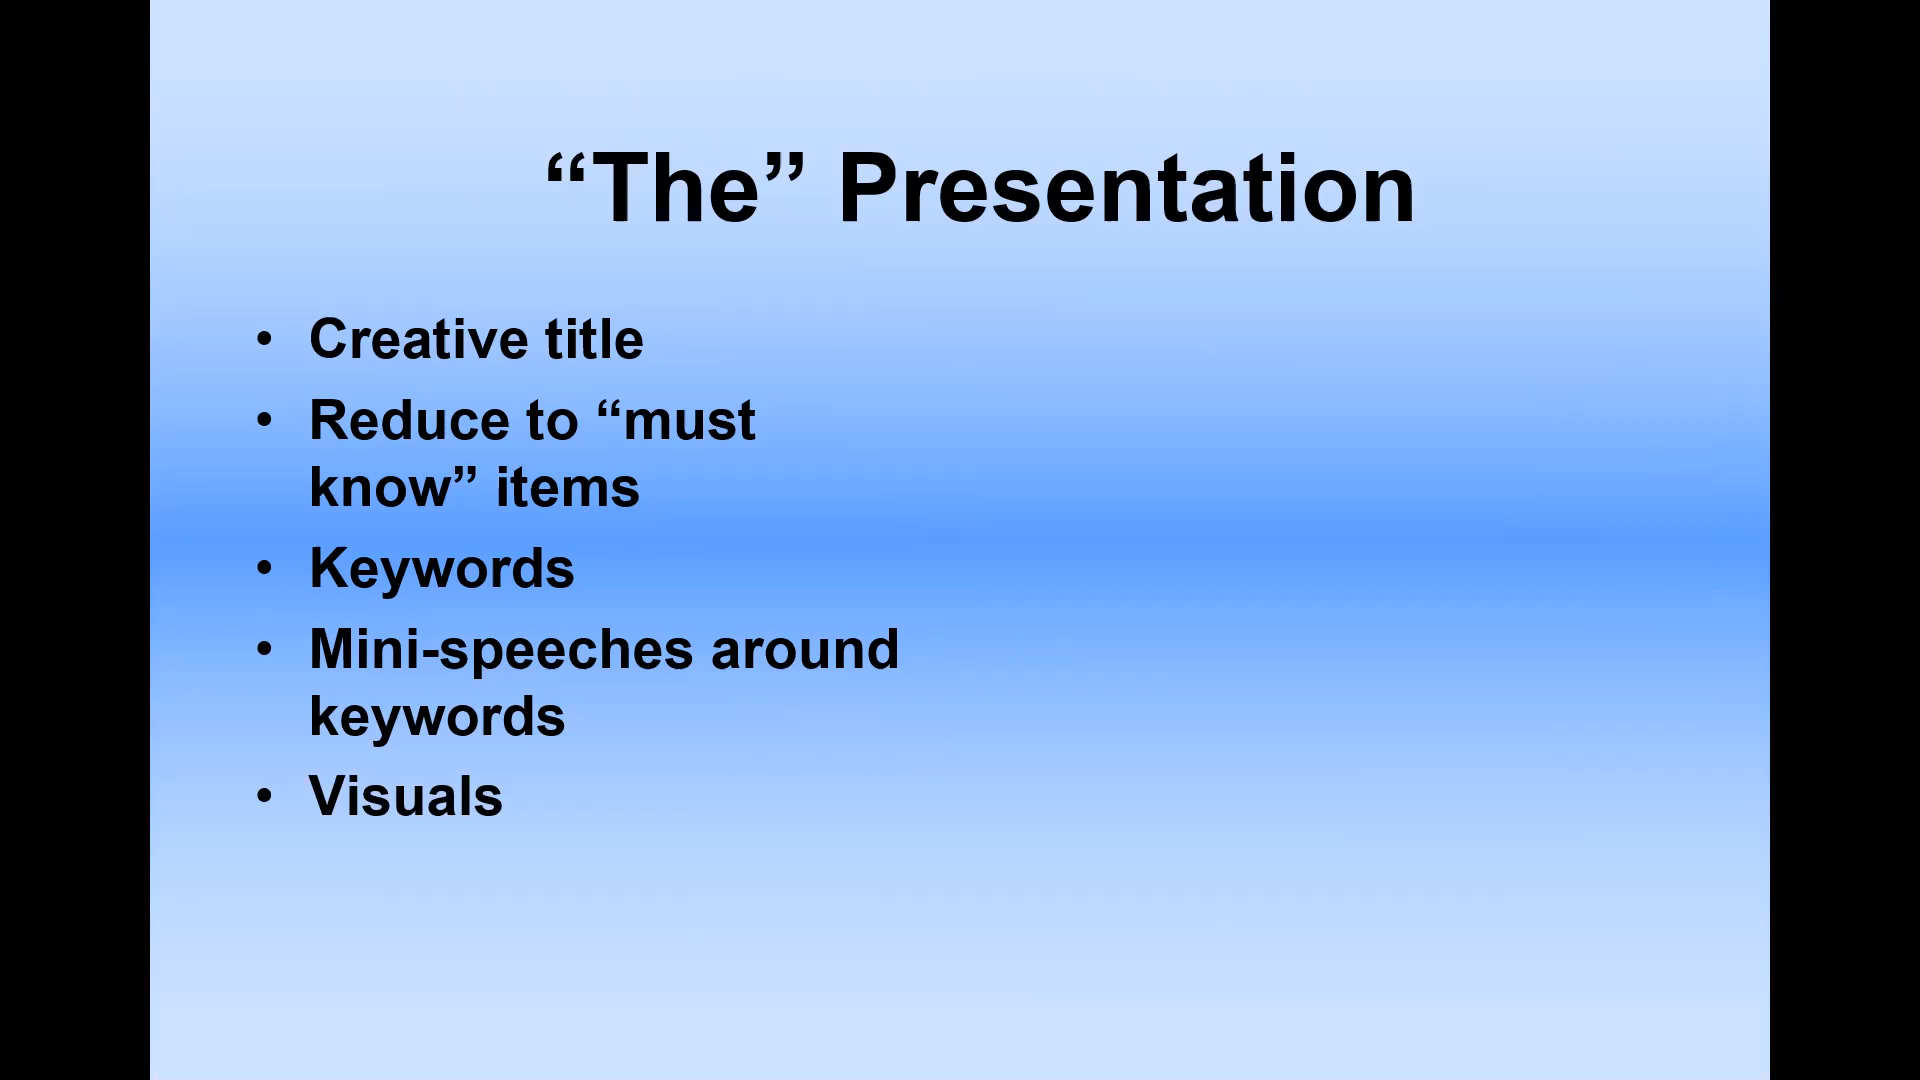 “The” Presentation
• Creative title
• Reduce to “must
know” items
• Keywords
• Mini-speeches around
keywords
• Visuals